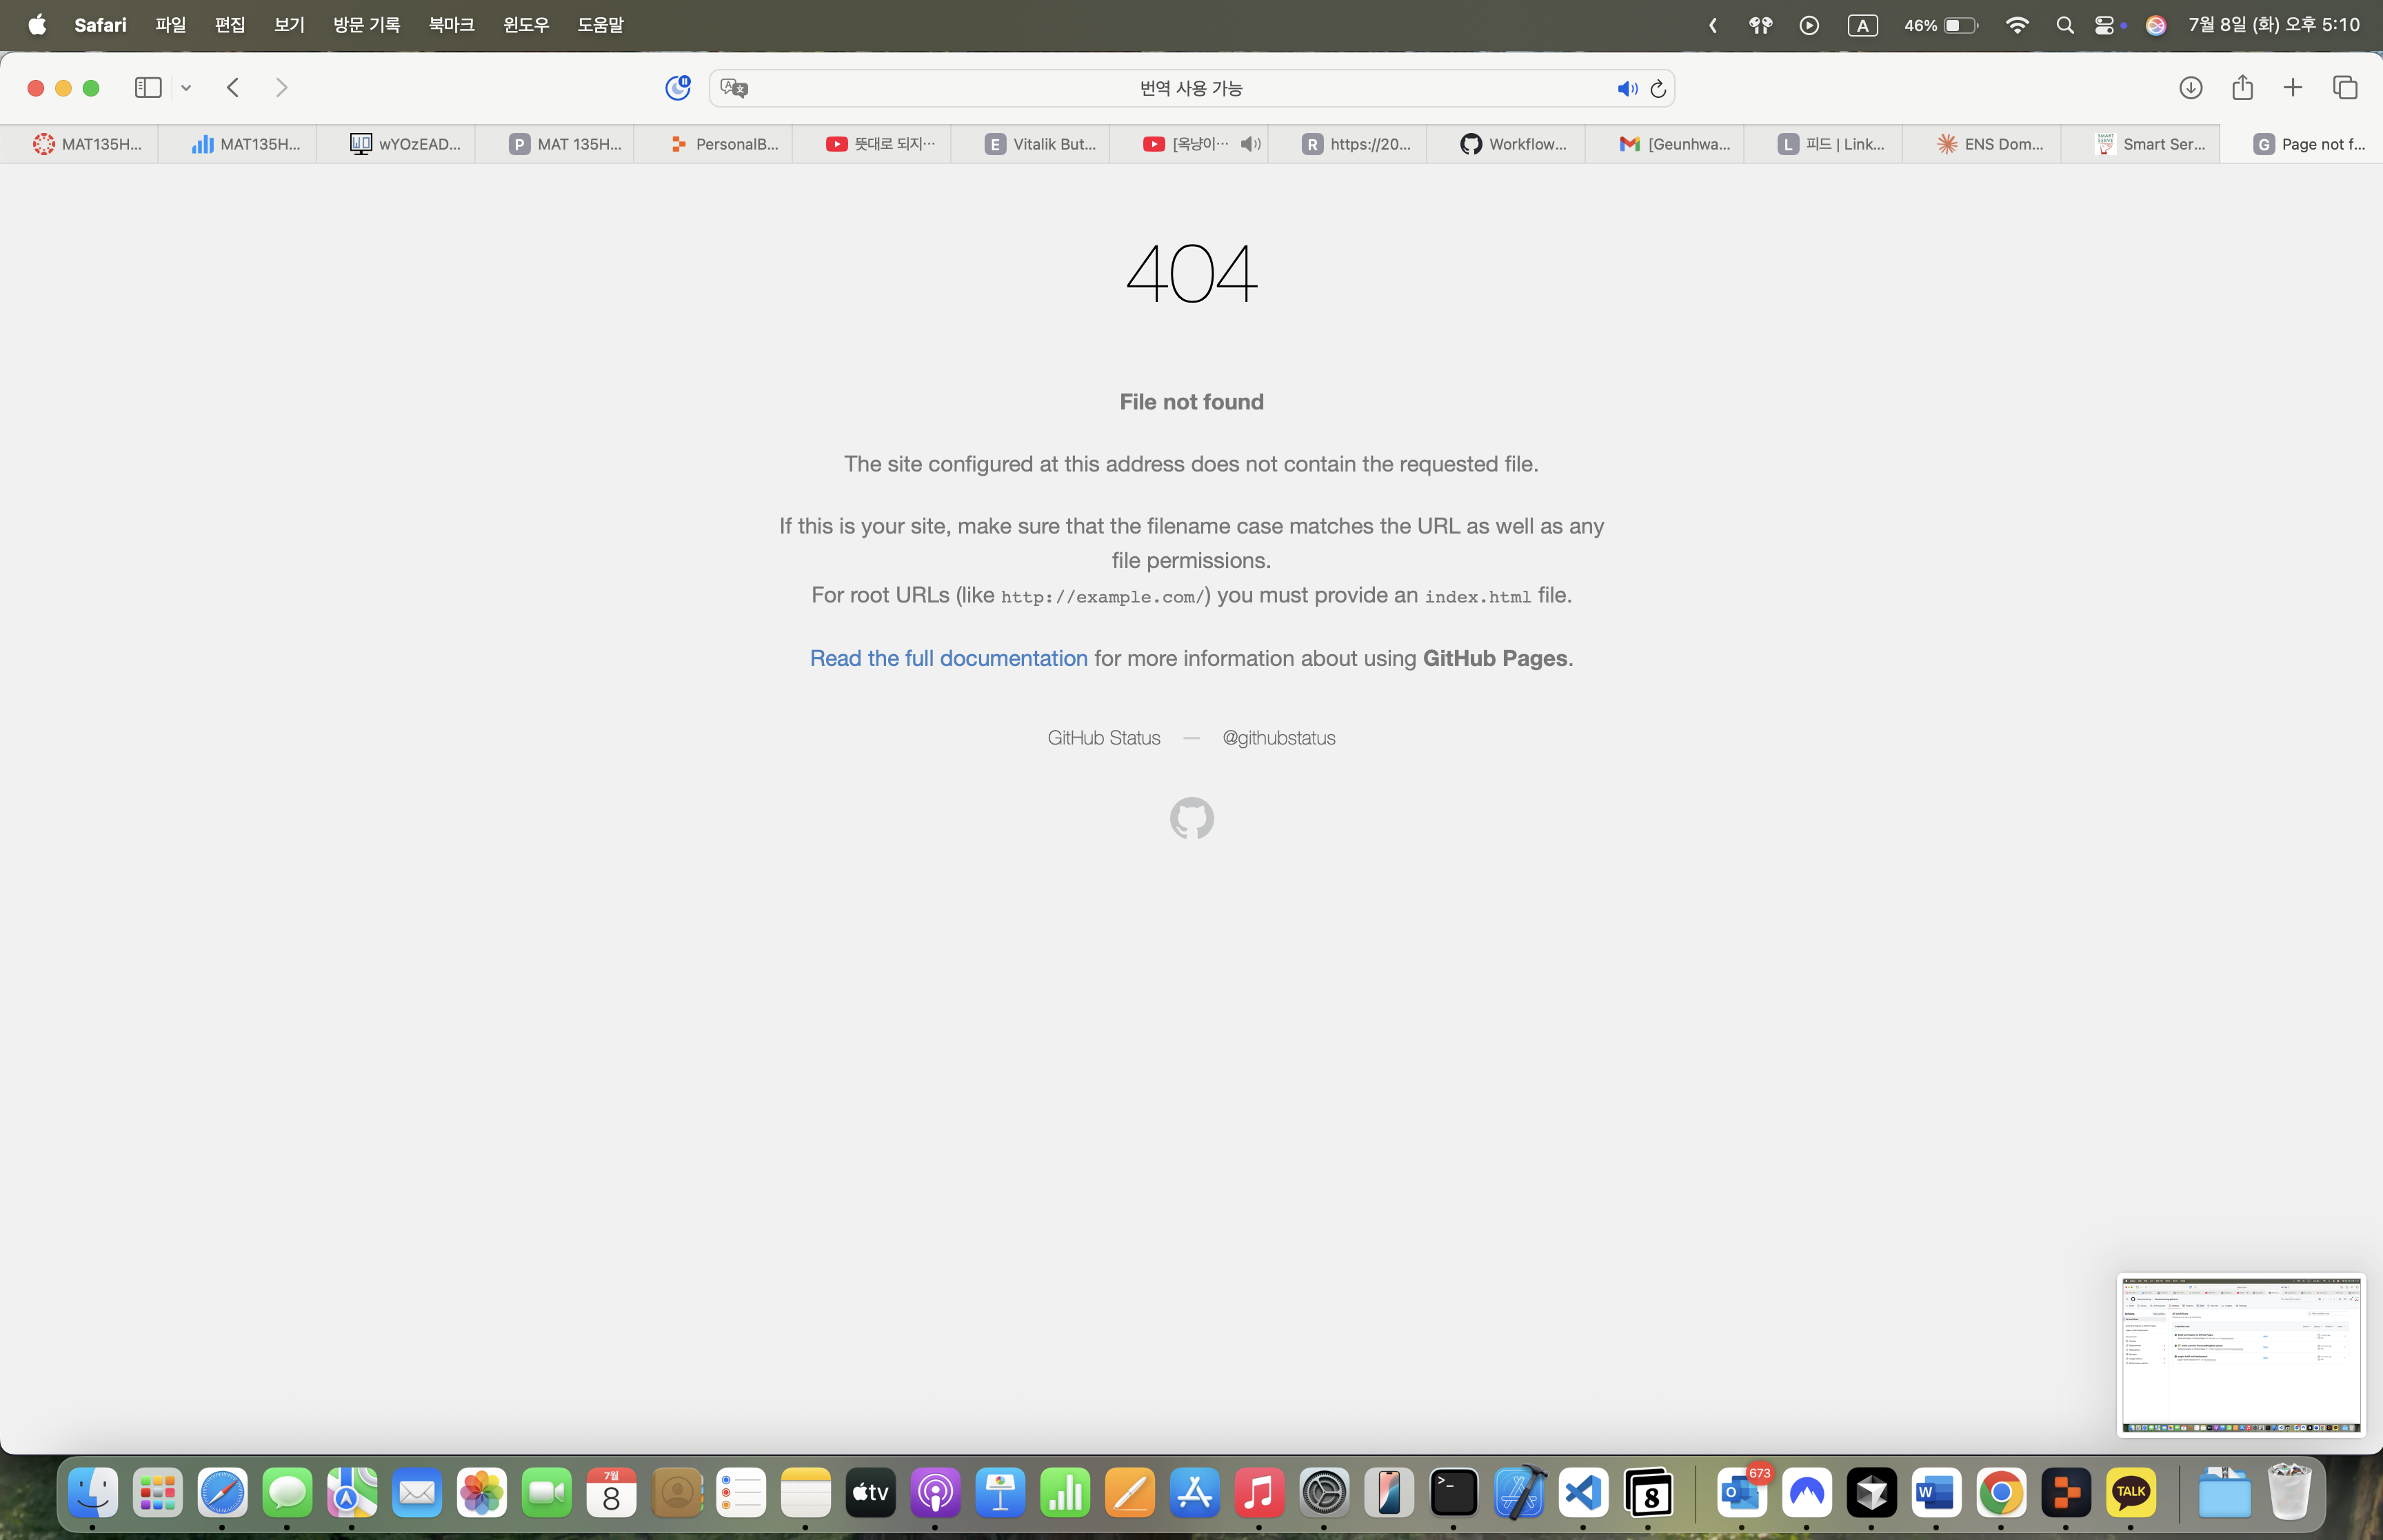 Safari 파일 편집 보기 방문 기록 북마크 윈도우 도움말
A 46% 7월 8일 (화) 오후 5:10
번역 사용 가능
MAT135H...
MAT135H...
wYOzEAD...
P MAT 135H...
PersonalB...
뜻대로 되지…
E Vitalik But...
[옥냥이…
R https://20...
Workflow...
[Geunhwa...
L 피드 | Link...
ENS Dom...
Smart Ser...
G Page not f...
404
File not found
The site configured at this address does not contain the requested file.
If this is your site, make sure that the filename case matches the URL as well as any
file permissions.
For root URLs (like http://example.com/) you must provide an index.html file.
Read the full documentation for more information about using GitHub Pages.
GitHub Status — @githubstatus
7월
8
tv
8
673
TALK